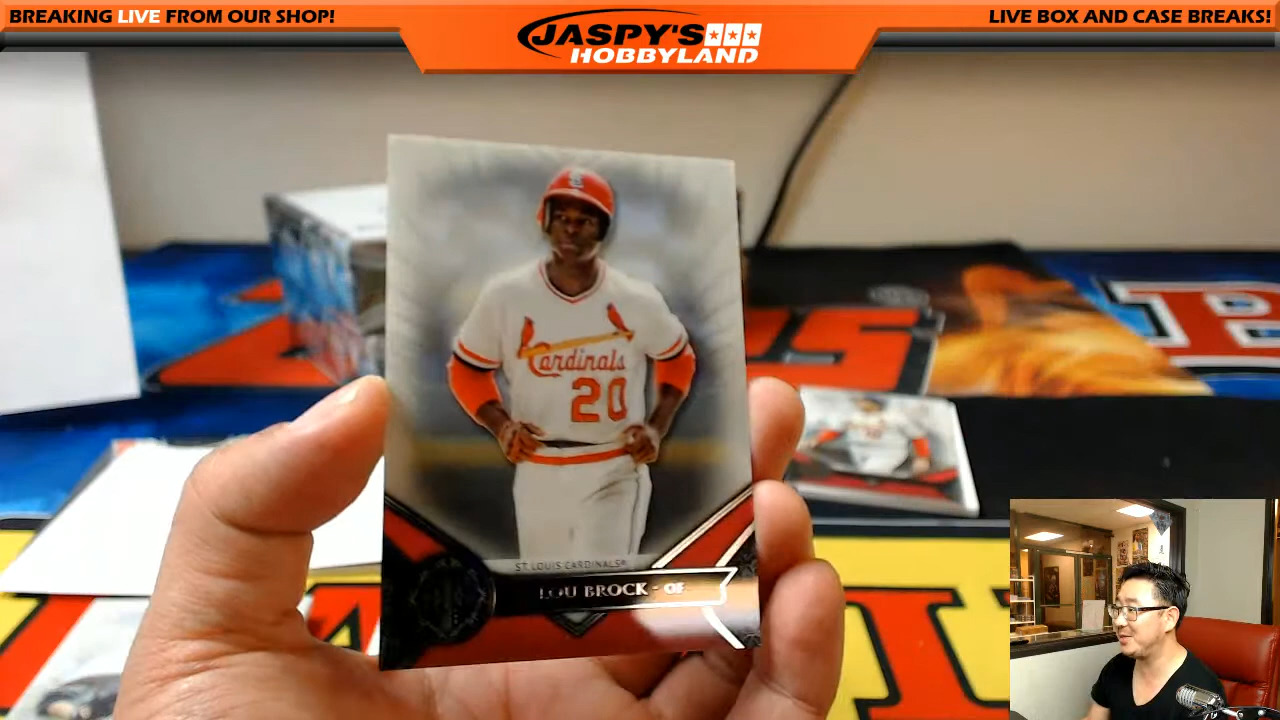 BREAKING LIVE FROM OUR SHOP!
JASPY'S
HOBBYLAND
LIVE BOX AND CASE BREAKS!
Cardinals
20
ST. LOUIS CARDINALS®
LOU BROCK - OF